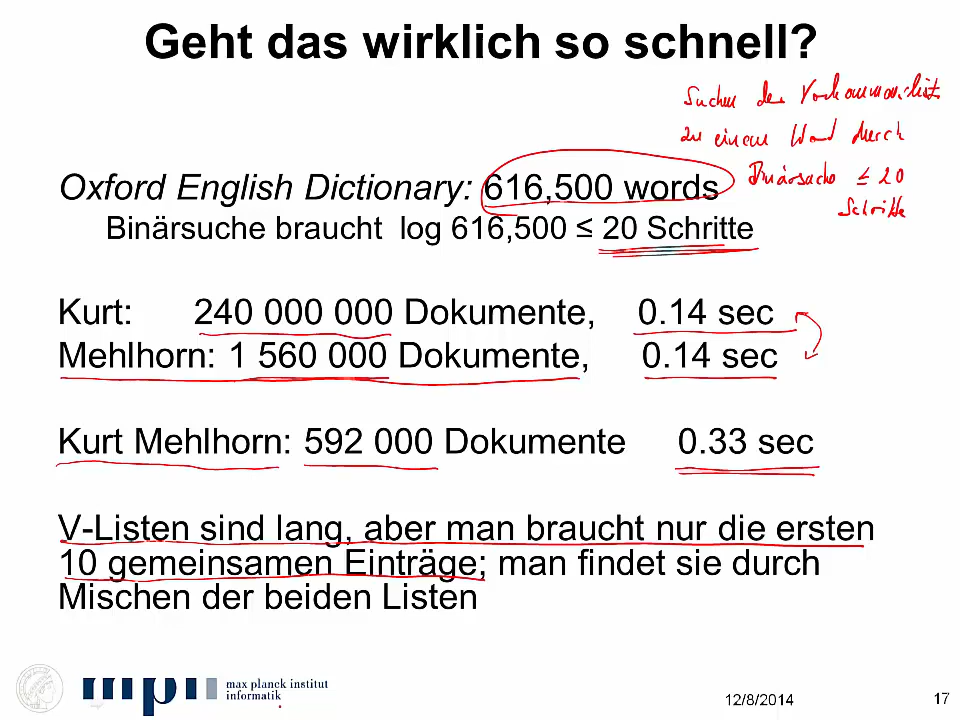 Geht das wirklich so schnell?
Suchen der Vorkommensliste
zu einem Wort durch
Binärsuche ≤ 20
Schritte
Oxford English Dictionary: 616,500 words
Binärsuche braucht log 616,500 ≤ 20 Schritte
Kurt: 240 000 000 Dokumente, 0.14 sec
Mehlhorn: 1 560 000 Dokumente, 0.14 sec
Kurt Mehlhorn: 592 000 Dokumente 0.33 sec
V-Listen sind lang, aber man braucht nur die ersten
10 gemeinsamen Einträge; man findet sie durch
Mischen der beiden Listen
mpii max planck institut
informatik
12/8/2014
17